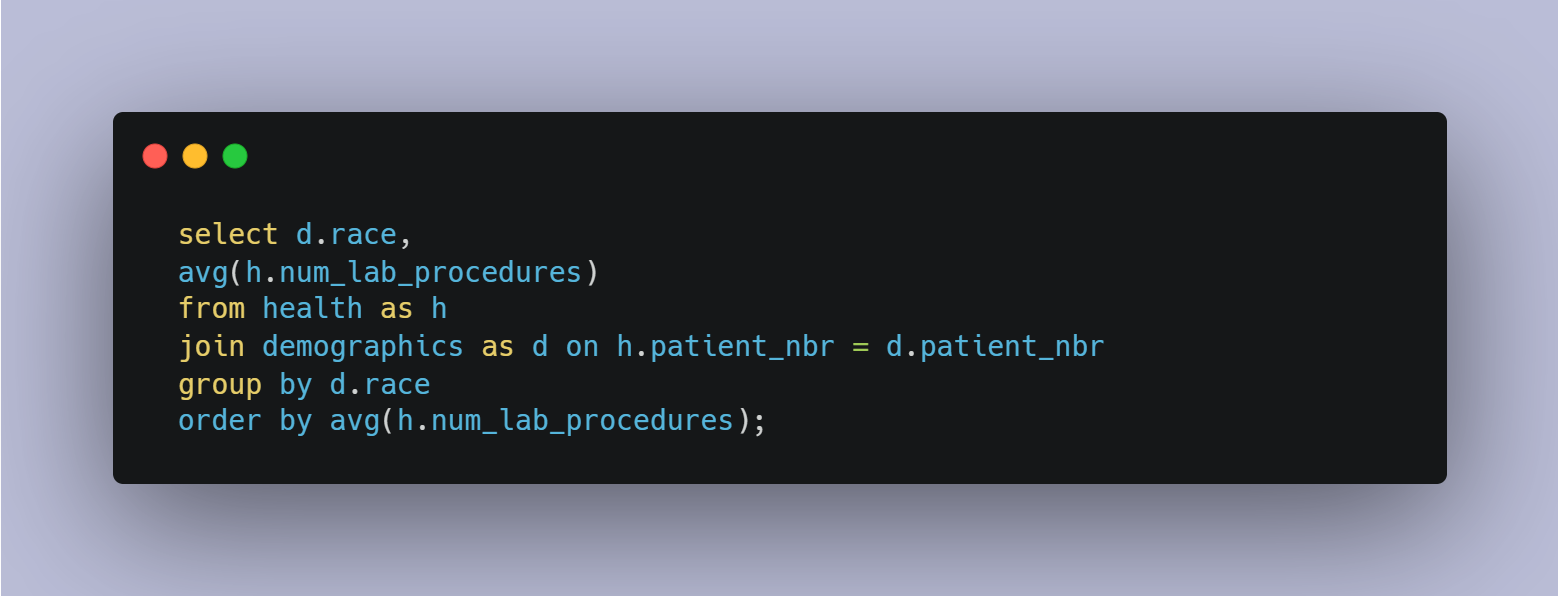 select d.race,
avg(h.num_lab_procedures)
from health as h
join demographics as d on h.patient_nbr = d.patient_nbr
group by d.race
order by avg(h.num_lab_procedures);